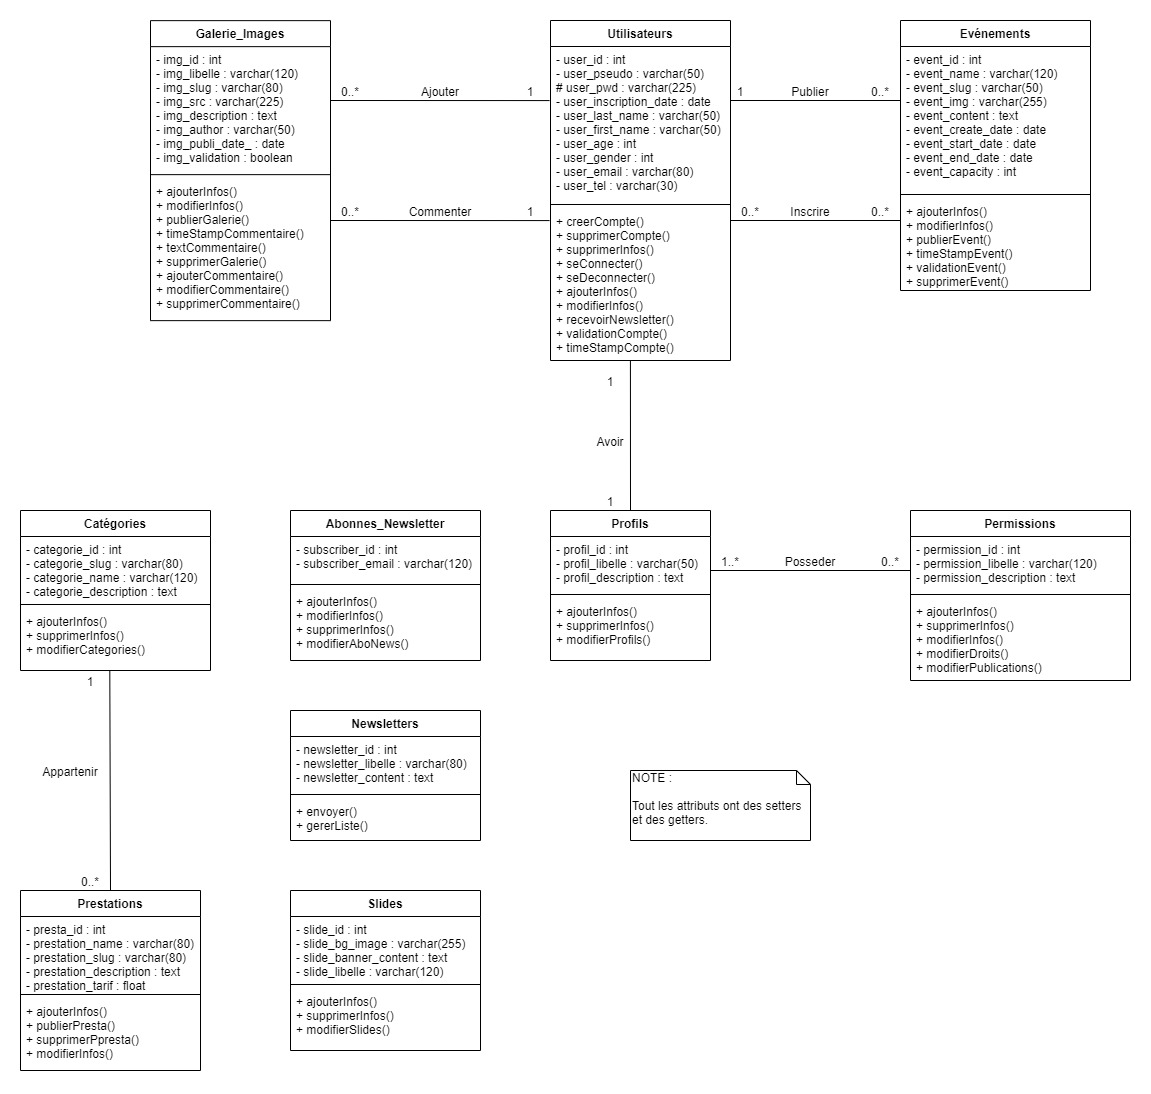 Galerie_Images
- img_id : int
- img_libelle : varchar(120)
- img_slug : varchar(80)
- img_src : varchar(225)
- img_description : text
- img_author : varchar(50)
- img_publi_date_ : date
- img_validation : boolean
+ ajouterInfos()
+ modifierInfos()
+ publierGalerie()
+ timeStampCommentaire()
+ textCommentaire()
+ supprimerGalerie()
+ ajouterCommentaire()
+ modifierCommentaire()
+ supprimerCommentaire()
0..* Ajouter 1
0..* Commenter 1
Utilisateurs
- user_id : int
- user_pseudo : varchar(50)
# user_pwd : varchar(225)
- user_inscription_date : date
- user_last_name : varchar(50)
- user_first_name : varchar(50)
- user_age : int
- user_gender : int
- user_email : varchar(80)
- user_tel : varchar(30)
+ creerCompte()
+ supprimerCompte()
+ supprimerInfos()
+ seConnecter()
+ seDeconnecter()
+ ajouterInfos()
+ modifierInfos()
+ recevoirNewsletter()
+ validationCompte()
+ timeStampCompte()
1 Publier 0..*
0..* Inscrire 0..*
Evénements
- event_id : int
- event_name : varchar(120)
- event_slug : varchar(50)
- event_img : varchar(255)
- event_content : text
- event_create_date : date
- event_start_date : date
- event_end_date : date
- event_capacity : int
+ ajouterInfos()
+ modifierInfos()
+ publierEvent()
+ timeStampEvent()
+ validationEvent()
+ supprimerEvent()
1
Avoir
1
Catégories
- categorie_id : int
- categorie_slug : varchar(80)
- categorie_name : varchar(120)
- categorie_description : text
+ ajouterInfos()
+ supprimerInfos()
+ modifierCategories()
Abonnes_Newsletter
- subscriber_id : int
- subscriber_email : varchar(120)
+ ajouterInfos()
+ modifierInfos()
+ supprimerInfos()
+ modifierAboNews()
Profils
- profil_id : int
- profil_libelle : varchar(50)
- profil_description : text
+ ajouterInfos()
+ supprimerInfos()
+ modifierProfils()
1..* Posseder 0..*
Permissions
- permission_id : int
- permission_libelle : varchar(120)
- permission_description : text
+ ajouterInfos()
+ supprimerInfos()
+ modifierInfos()
+ modifierDroits()
+ modifierPublications()
1
Appartenir
0..*
Newsletters
- newsletter_id : int
- newsletter_libelle : varchar(80)
- newsletter_content : text
+ envoyer()
+ gererListe()
NOTE :
Tout les attributs ont des setters
et des getters.
Prestations
- presta_id : int
- prestation_name : varchar(80)
- prestation_slug : varchar(80)
- prestation_description : text
- prestation_tarif : float
+ ajouterInfos()
+ publierPresta()
+ supprimerPpresta()
+ modifierInfos()
Slides
- slide_id : int
- slide_bg_image : varchar(255)
- slide_banner_content : text
- slide_libelle : varchar(120)
+ ajouterInfos()
+ supprimerInfos()
+ modifierSlides()